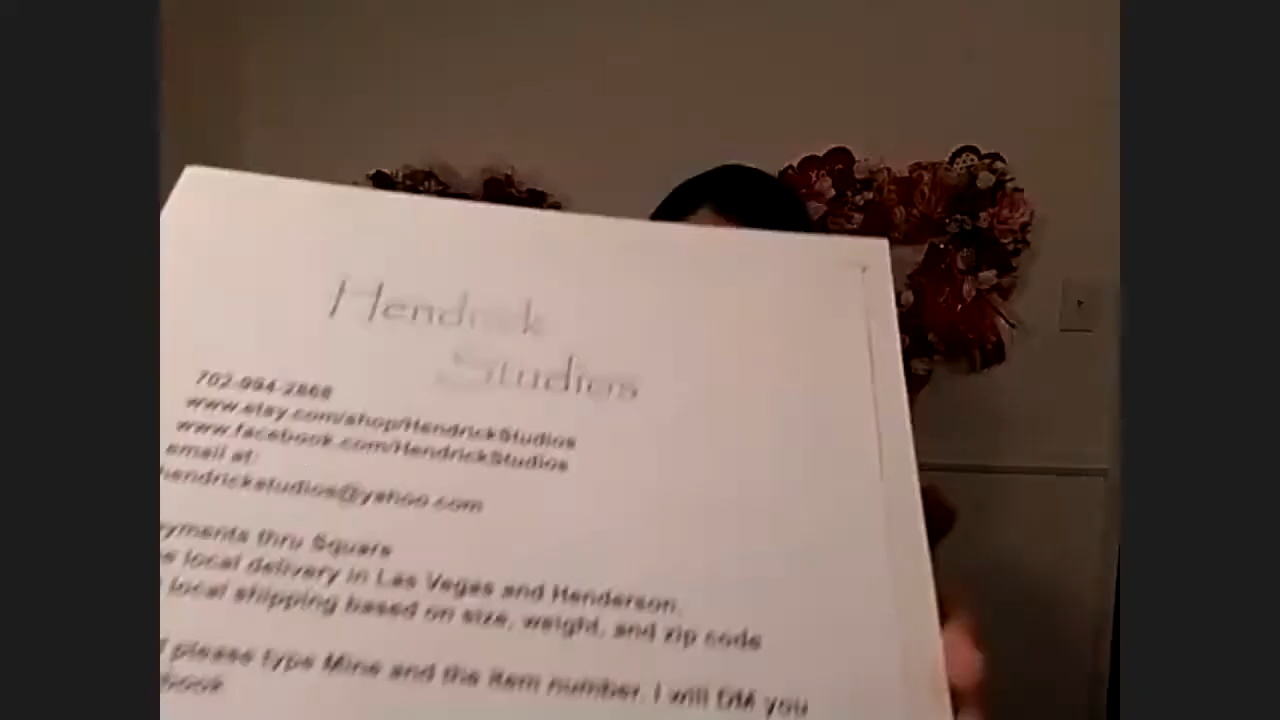 Hendrick
Studios
702-994-2868
www.etsy.com/shop/HendrickStudios
www.facebook.com/HendrickStudios
email at:
hendrickstudios@yahoo.com
yments thru Square
local delivery in Las Vegas and Henderson.
local shipping based on size, weight, and zip code
please type Mine and the item number. I will DM you
book